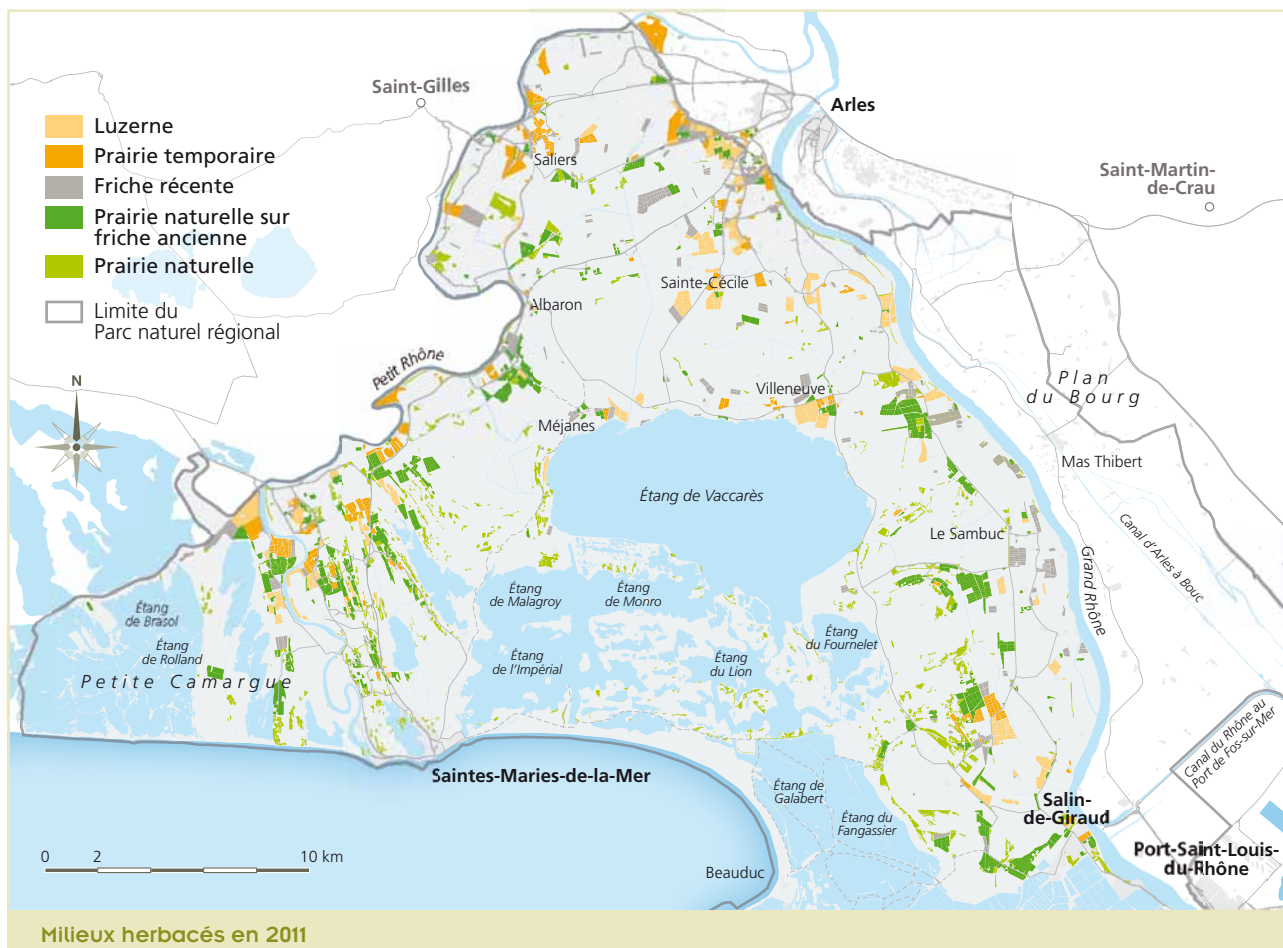 Saint-Gilles
Arles
Saint-Martin-
de-Crau
Luzerne
Prairie temporaire
Friche récente
Prairie naturelle sur
friche ancienne
Prairie naturelle
Limite du
Parc naturel régional
N
Saliers
Sainte-Cécile
Albaron
Petit Rhône
Villeneuve
Méjanes
Plan
du Bourg
Mas Thibert
Étang de Vaccarès
Le Sambuc
Canal d'Arles à Bouc
Grand Rhône
Étang
de Malagroy
Étang
de Monro
Étang
de Brasol
Étang
de Rolland
Petite Camargue
Étang
de l'Impérial
Étang
du Lion
Étang
du Fournelet
Canal du Rhône au
Port de Fos-sur-Mer
Saintes-Maries-de-la-Mer
Étang de
Galabert
Étang du
Fangassier
Salin-
de-Giraud
Port-Saint-Louis-
du-Rhône
Beauduc
0 2 10 km
Milieux herbacés en 2011